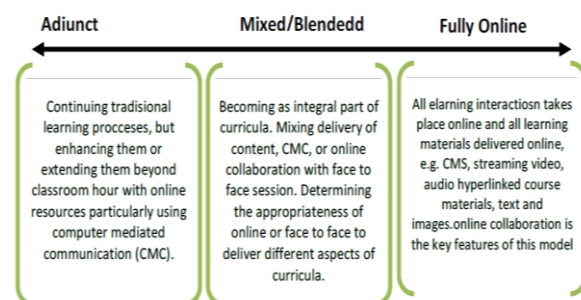 Adiunct
Mixed/Blendedd
Fully Online
Continuing tradisional
learning procceses, but
enhancing them or
extending them beyond
classroom hour with online
resources particularly using
computer mediated
communication (CMC).
Becoming as integral part of
curricula. Mixing delivery of
content, CMC, or online
collaboration with face to
face session. Determining
the appropriateness of
online or face to face to
deliver different aspects of
curricula.
All elarning interactiosn takes
place online and all learning
materials delivered online,
e.g. CMS, streaming video,
audio hyperlinked course
materials, text and
images.online collaboration is
the key features of this model